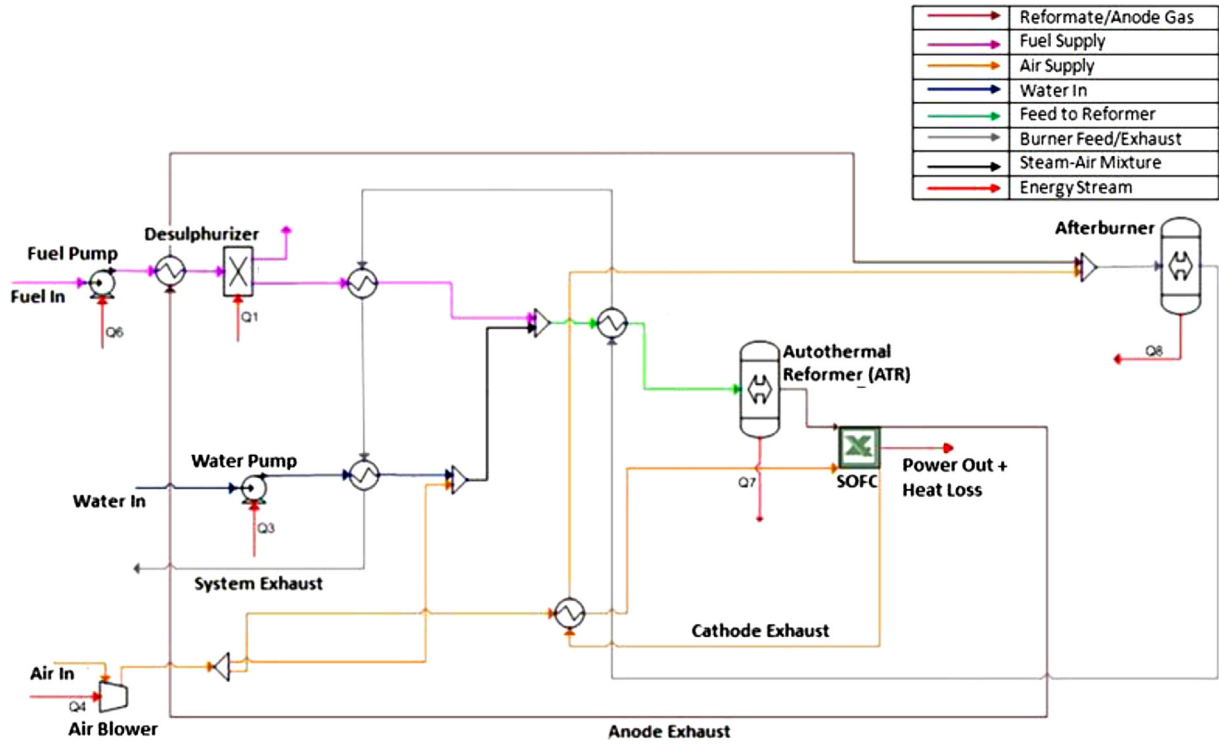 Reformate/Anode Gas
Fuel Supply
Air Supply
Water In
Feed to Reformer
Burner Feed/Exhaust
Steam-Air Mixture
Energy Stream
Afterburner
Desulphurizer
Fuel Pump
Fuel In
Q6
Q1
Q8
Autothermal
Reformer (ATR)
Water Pump
Water In
Q3
Q7
SOFC
Power Out +
Heat Loss
System Exhaust
Cathode Exhaust
Air In
Q4
Air Blower
Anode Exhaust